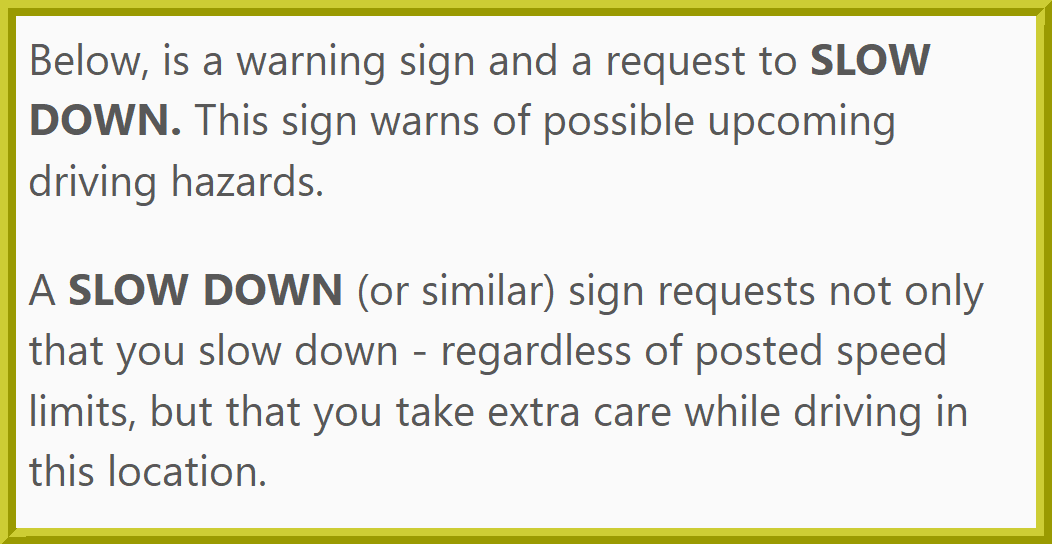 Below, is a warning sign and a request to SLOW
DOWN. This sign warns of possible upcoming
driving hazards.
A SLOW DOWN (or similar) sign requests not only
that you slow down - regardless of posted speed
limits, but that you take extra care while driving in
this location.